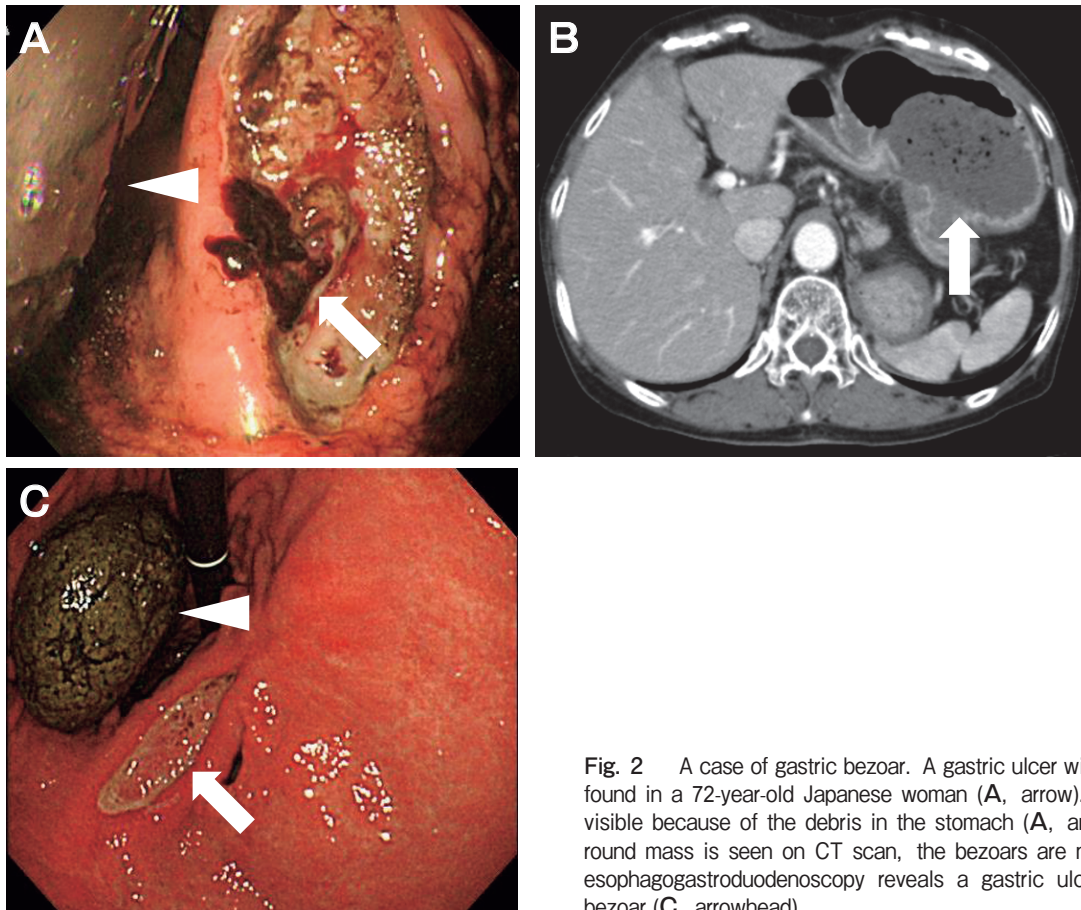 A
B
C
Fig. 2 A case of gastric bezoar. A gastric ulcer wi
found in a 72-year-old Japanese woman (A, arrow).
visible because of the debris in the stomach (A, ar
round mass is seen on CT scan, the bezoars are
esophagogastroduodenoscopy reveals a gastric ulc
bezoar (C, arrowhead)